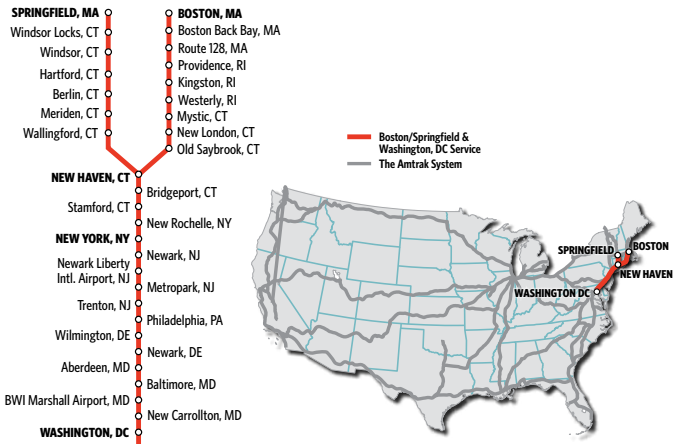 SPRINGFIELD, MA
Windsor Locks, CT
Windsor, CT
Hartford, CT
Berlin, CT
Meriden, CT
Wallingford, CT
BOSTON, MA
Boston Back Bay, MA
Route 128, MA
Providence, RI
Kingston, RI
Westerly, RI
Mystic, CT
New London, CT
Old Saybrook, CT
NEW HAVEN, CT
Bridgeport, CT
Stamford, CT
New Rochelle, NY
NEW YORK, NY
Newark, NJ
Newark Liberty
Intl. Airport, NJ
Metropark, NJ
Trenton, NJ
Philadelphia, PA
Wilmington, DE
Newark, DE
Aberdeen, MD
Baltimore, MD
BWI Marshall Airport, MD
New Carrollton, MD
WASHINGTON, DC
Boston/Springfield &
Washington, DC Service
The Amtrak System
SPRINGFIELD
BOSTON
NEW HAVEN
WASHINGTON DC